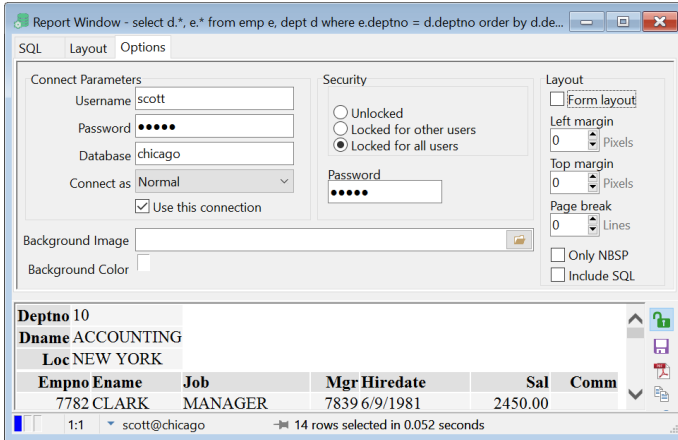 Report Window - select d.*, e.* from emp e, dept d where e.deptno = d.deptno order by d.de...
SQL Layout Options
Connect Parameters
Username scott
Password ●●●●●
Database chicago
Connect as Normal
Use this connection
Background Image
Background Color
Security
Unlocked
Locked for other users
Locked for all users
Password
●●●●●
Layout
Form layout
Left margin
0 Pixels
Top margin
0 Pixels
Page break
0 Lines
Only NBSP
Include SQL
Deptno 10
Dname ACCOUNTING
Loc NEW YORK
Empno Ename Job Mgr Hiredate Sal Comm
7782 CLARK MANAGER 7839 6/9/1981 2450.00
1:1 scott@chicago 14 rows selected in 0.052 seconds